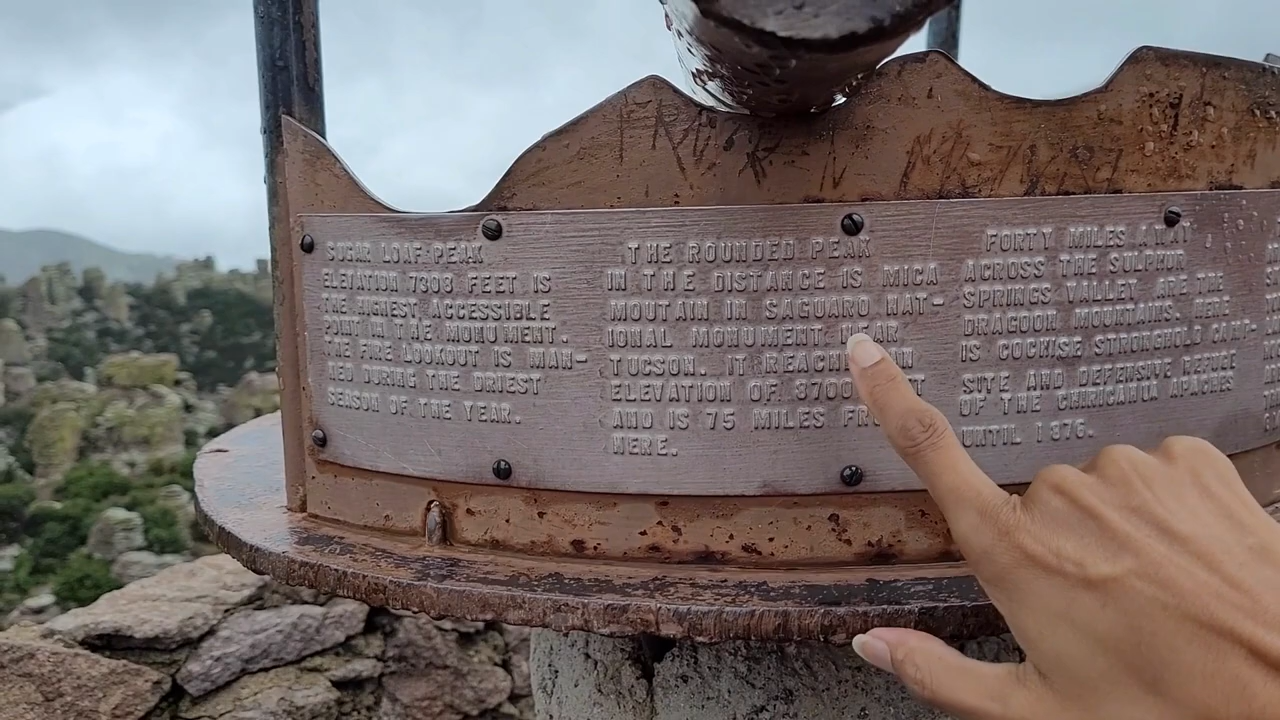 SUGAR LOAF PEAK
ELEVATION 7308 FEET IS
THE HIGHEST ACCESSIBLE
POINT IN THE MONUMENT.
THE FIRE LOOKOUT IS MAN-
NED DURING THE DRIEST
SEASON OF THE YEAR.
THE ROUNDED PEAK
IN THE DISTANCE IS MICA
MOUTAIN IN SAGUARO NAT-
IONAL MONUMENT NEAR
TUCSON. IT REACH AN
ELEVATION OF 8700
AND IS 75 MILES
HERE.
FORTY MILES AWAY
ACROSS THE SULPHUR
SPRINGS VALLEY ARE THE
DRAGOON MOUNTAINS. HERE
IS COCHISE STRONGHOLD CAMP-
SITE AND DEFENSIVE REFUGE
OF THE CHIRICAHUA APACHES
UNTIL 1876.